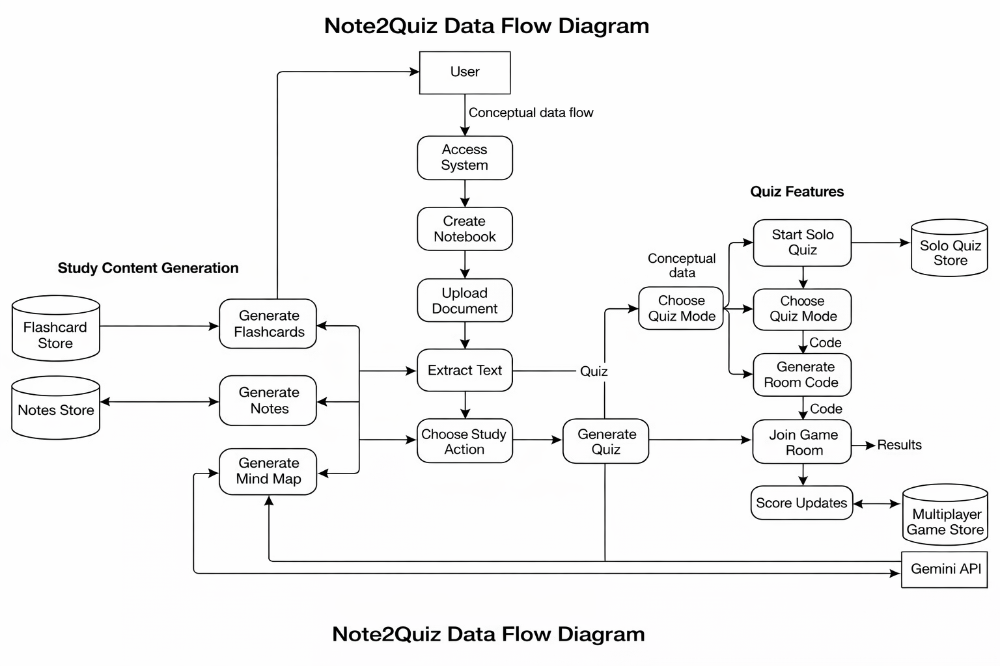 Note2Quiz Data Flow Diagram
User
Conceptual data flow
Access
System
Create
Notebook
Upload
Document
Extract Text
Choose Study
Action
Study Content Generation
Flashcard
Store
Generate
Flashcards
Notes Store
Generate
Notes
Generate
Mind Map
Quiz
Generate
Quiz
Conceptual
data
Choose
Quiz Mode
Quiz Features
Start Solo
Quiz
Solo Quiz
Store
Choose
Quiz Mode
Code
Generate
Room Code
Code
Join Game
Room
Results
Score Updates
Multiplayer
Game Store
Gemini API
Note2Quiz Data Flow Diagram